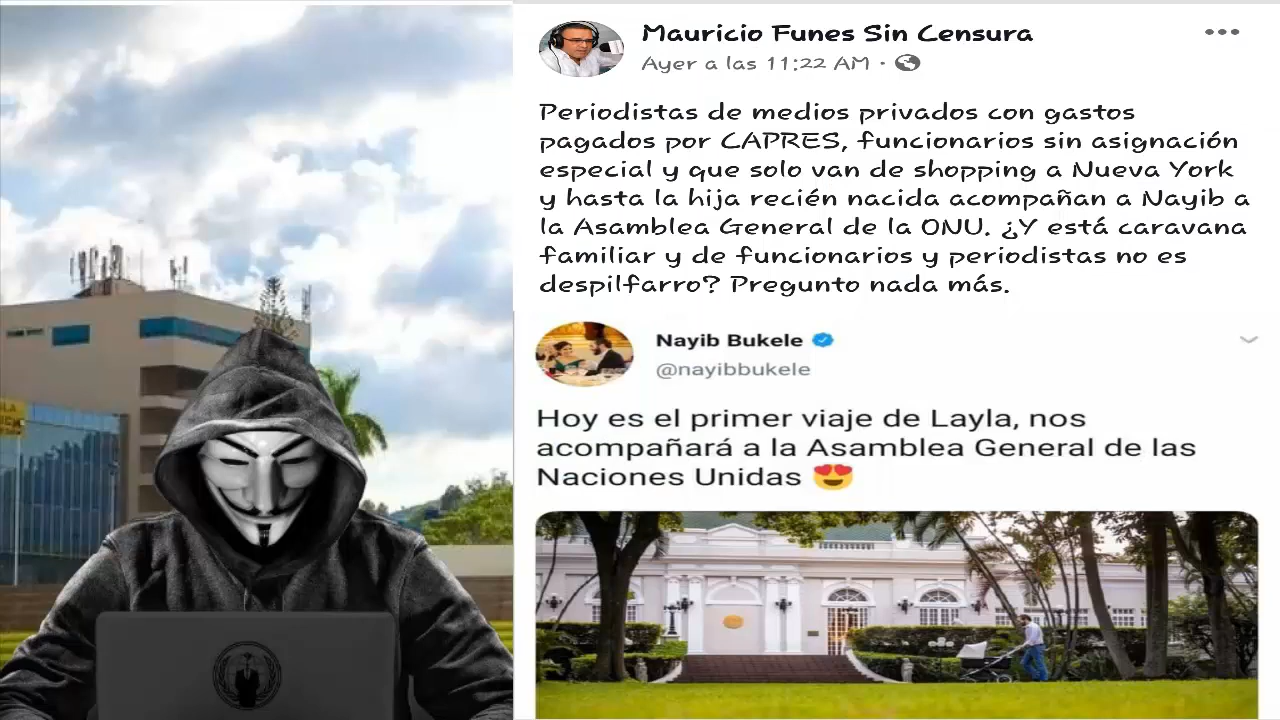 Mauricio Funes Sin Censura
Ayer a las 11:22 AM ·
Periodistas de medios privados con gastos
pagados por CAPRES, funcionarios sin asignación
especial y que solo van de shopping a Nueva York
y hasta la hija recién nacida acompañan a Nayib a
la Asamblea General de la ONU. ¿Y está caravana
familiar y de funcionarios y periodistas no es
despilfarro? Pregunto nada más.
Nayib Bukele
@nayibbukele
Hoy es el primer viaje de Layla, nos
acompañará a la Asamblea General de las
Naciones Unidas 😍